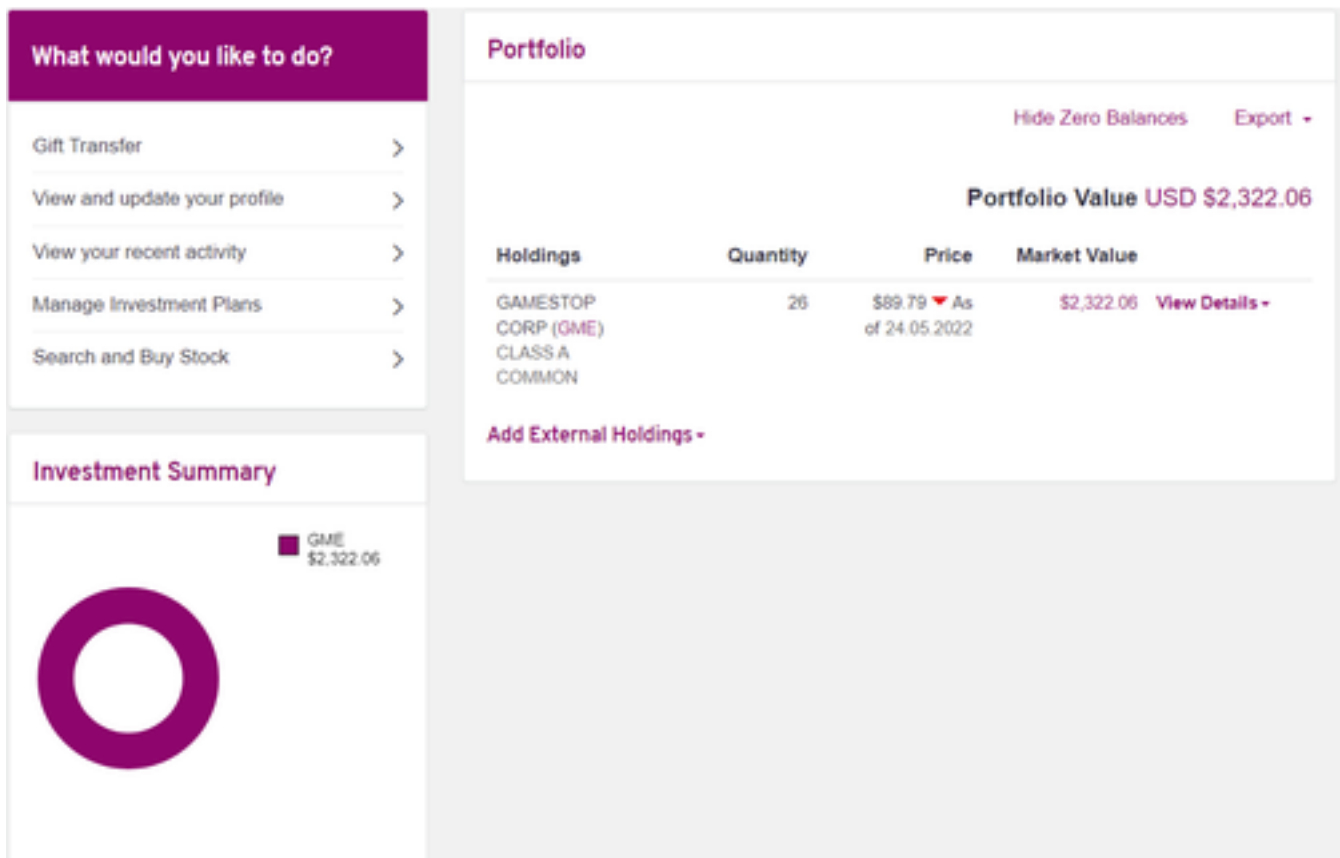 What would you like to do?
Gift Transfer
View and update your profile
View your recent activity
Manage Investment Plans
Search and Buy Stock
Investment Summary
GME
$2,322.06
Portfolio
Hide Zero Balances Export
Portfolio Value USD $2,322.06
Holdings Quantity Price Market Value
GAMESTOP 26 $89.79 As $2,322.06 View Details
CORP (GME) of 24.05.2022
CLASS A
COMMON
Add External Holdings